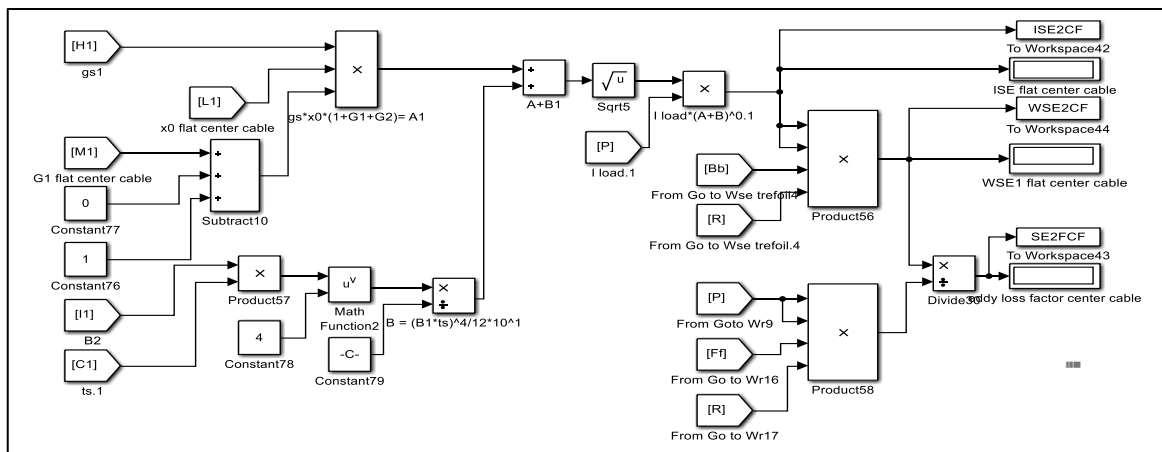 [H1]
gs1
[L1]
x0 flat center cable
×
gs*x0*(1+G1+G2)= A1
[M1]
G1 flat center cable
0
Constant77
1
Constant76
+
+
+
Subtract10
[I1]
B2
[C1]
ts.1
×
Product57
4
Constant78
u^v
Math
Function2
-C-
Constant79
×
÷
B = (B1*ts)^4/12*10^1
+
+
A+B1
√u
Sqrt5
[P]
I load.1
×
I load*(A+B)^0.1
[Bb]
From Go to Wse trefoil4
[R]
From Go to Wse trefoil.4
×
Product56
ISE2CF
To Workspace42
ISE flat center cable
WSE2CF
To Workspace44
WSE1 flat center cable
SE2FCF
To Workspace43
eddy loss factor center cable
×
÷
Divide30
[P]
From Goto Wr9
[Ff]
From Go to Wr16
[R]
From Go to Wr17
×
Product58